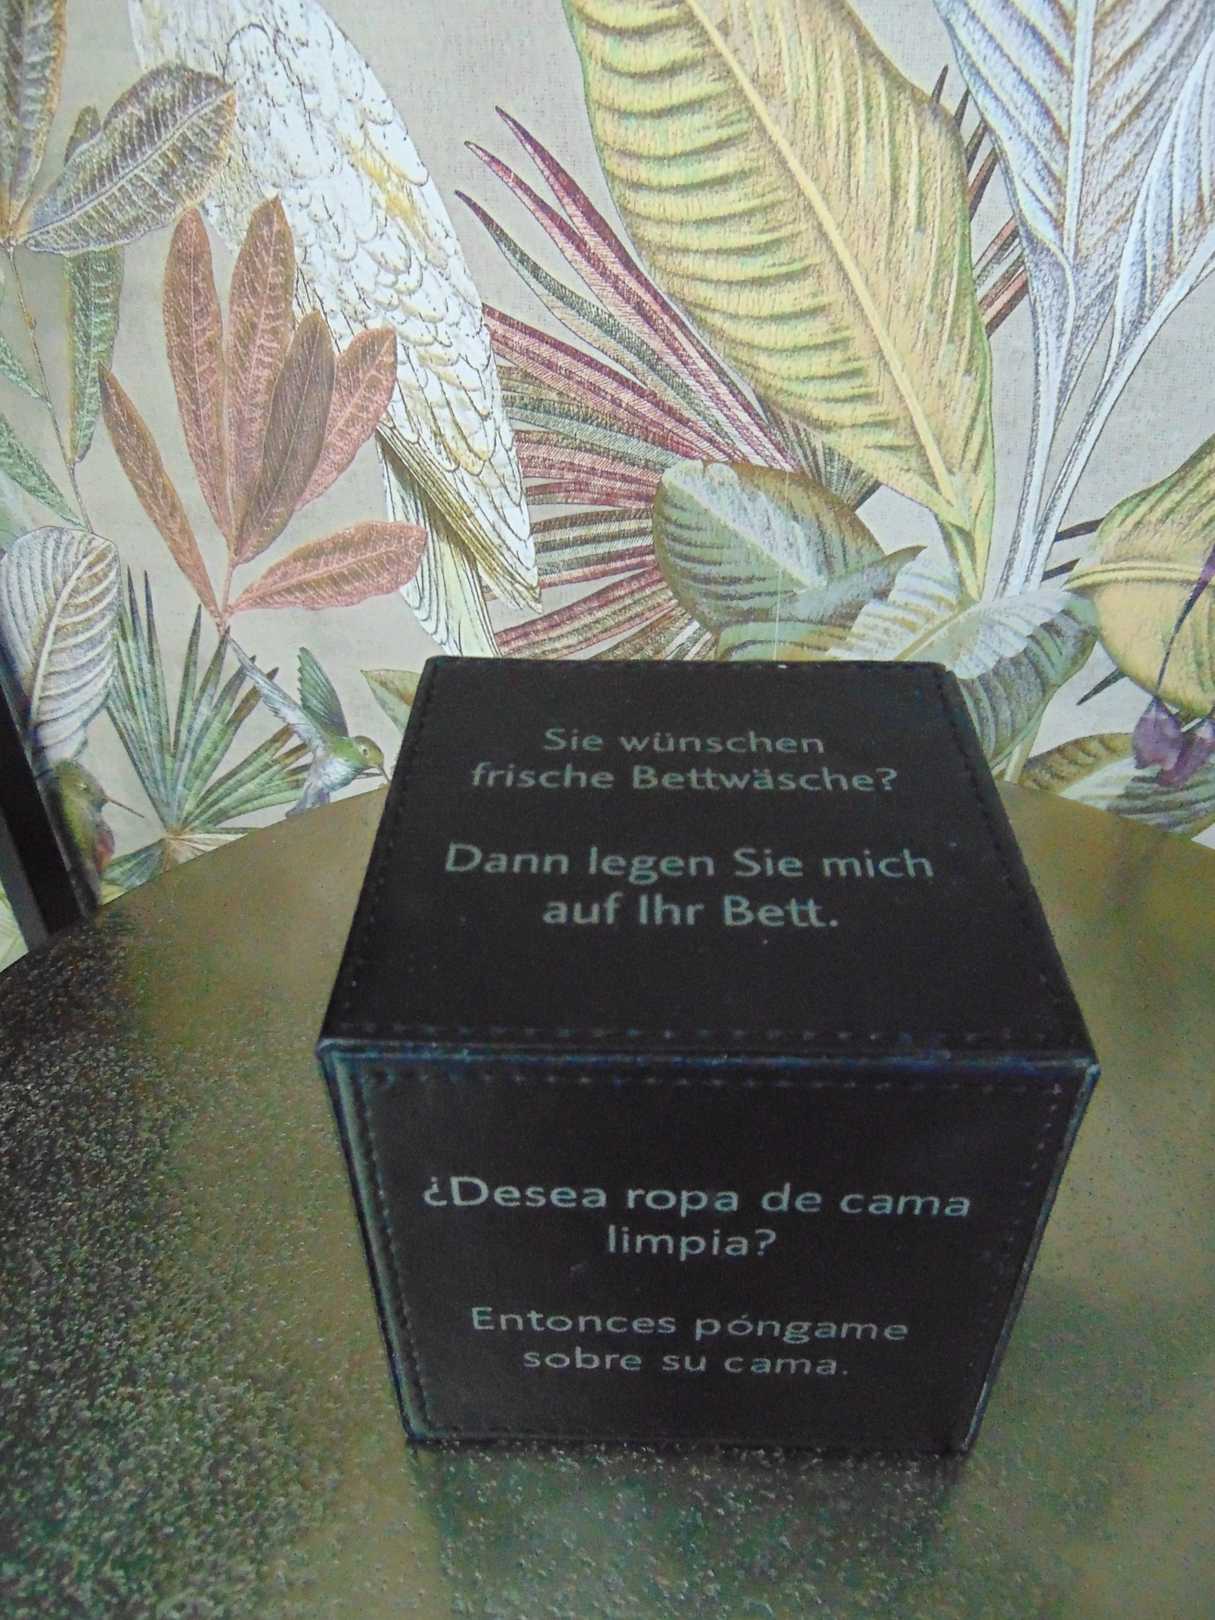 Sie wünschen
frische Bettwäsche?
Dann legen Sie mich
auf Ihr Bett.
¿Desea ropa de cama
limpia?
Entonces póngame
sobre su cama.